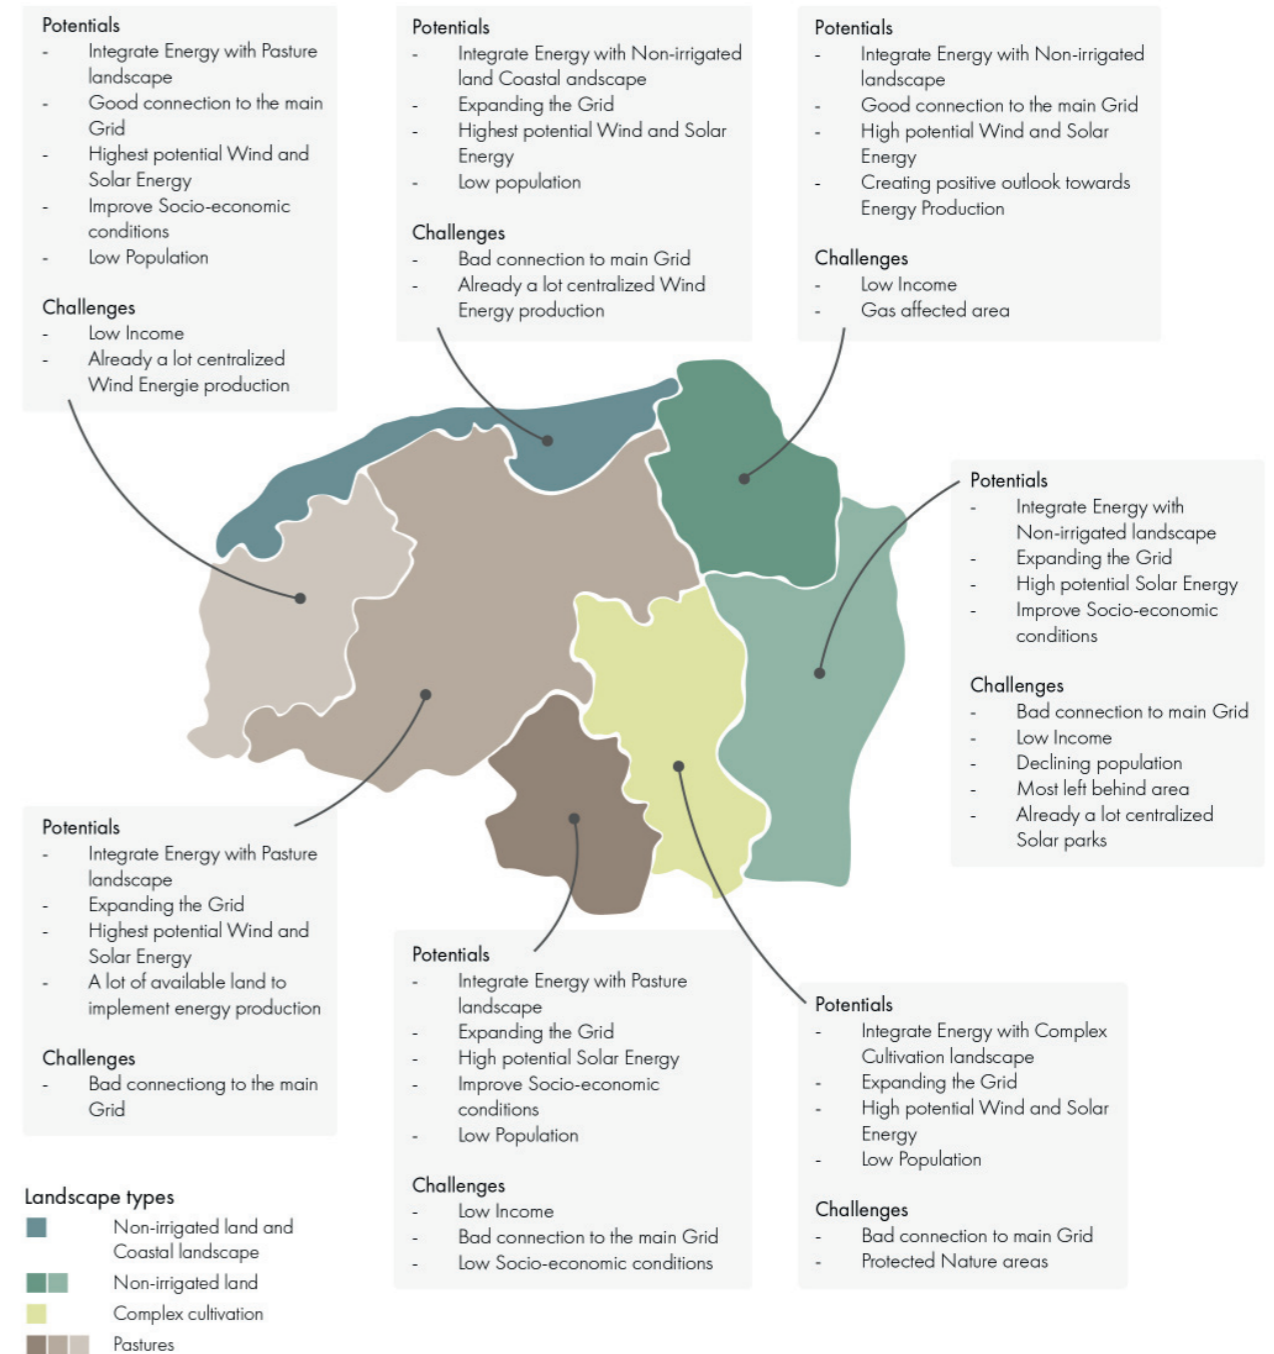 Potentials
- Integrate Energy with Pasture
landscape
- Good connection to the main
Grid
- Highest potential Wind and
Solar Energy
- Improve Socio-economic
conditions
- Low Population
Challenges
- Low Income
- Already a lot centralized
Wind Energie production
Potentials
- Integrate Energy with Non-irrigated
land Coastal andscape
- Expanding the Grid
- Highest potential Wind and Solar
Energy
- Low population
Challenges
- Bad connection to main Grid
- Already a lot centralized Wind
Energy production
Potentials
- Integrate Energy with Non-irrigated
landscape
- Good connection to the main Grid
- High potential Wind and Solar
Energy
- Creating positive outlook towards
Energy Production
Challenges
- Low Income
- Gas affected area
Potentials
- Integrate Energy with
Non-irrigated landscape
- Expanding the Grid
- High potential Solar Energy
- Improve Socio-economic
conditions
Challenges
- Bad connection to main Grid
- Low Income
- Declining population
- Most left behind area
- Already a lot centralized
Solar parks
Potentials
- Integrate Energy with Pasture
landscape
- Expanding the Grid
- Highest potential Wind and
Solar Energy
- A lot of available land to
implement energy production
Challenges
- Bad connectiong to the main
Grid
Potentials
- Integrate Energy with Pasture
landscape
- Expanding the Grid
- High potential Solar Energy
- Improve Socio-economic
conditions
- Low Population
Challenges
- Low Income
- Bad connection to the main Grid
- Low Socio-economic conditions
Potentials
- Integrate Energy with Complex
Cultivation landscape
- Expanding the Grid
- High potential Wind and Solar
Energy
- Low Population
Challenges
- Bad connection to main Grid
- Protected Nature areas
Landscape types
Non-irrigated land and
Coastal landscape
Non-irrigated land
Complex cultivation
Pastures